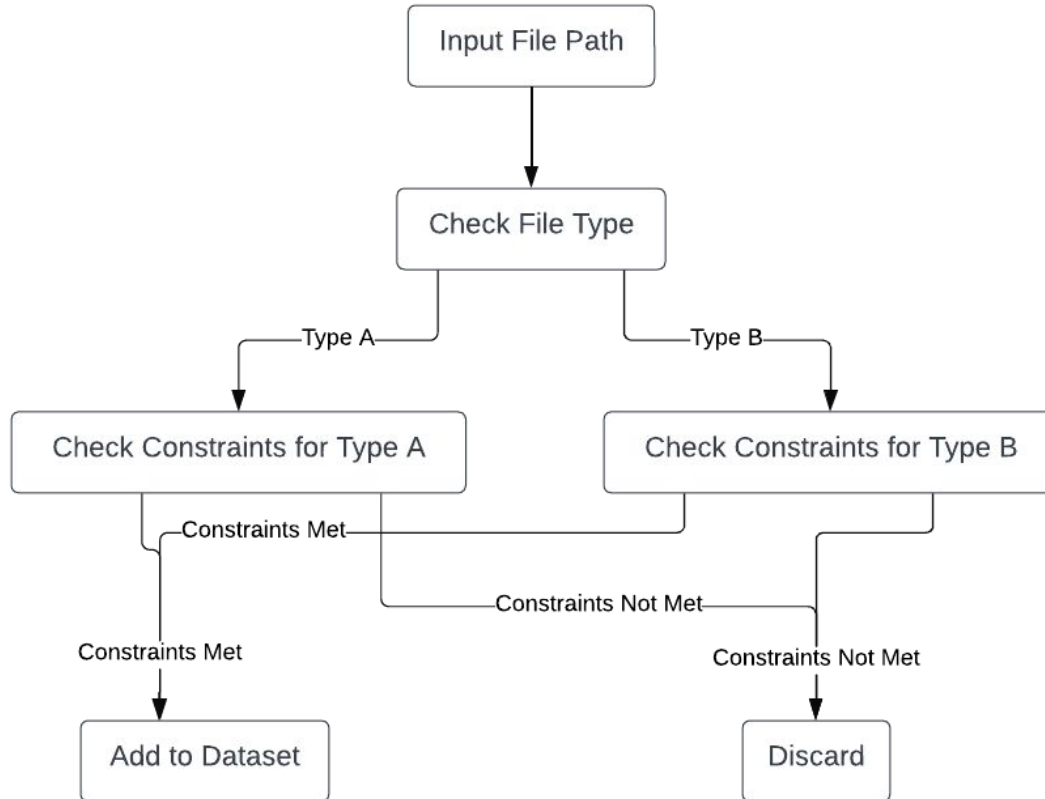 Input File Path
Check File Type
Type A
Type B
Check Constraints for Type A
Check Constraints for Type B
Constraints Met
Constraints Not Met
Constraints Met
Constraints Not Met
Add to Dataset
Discard